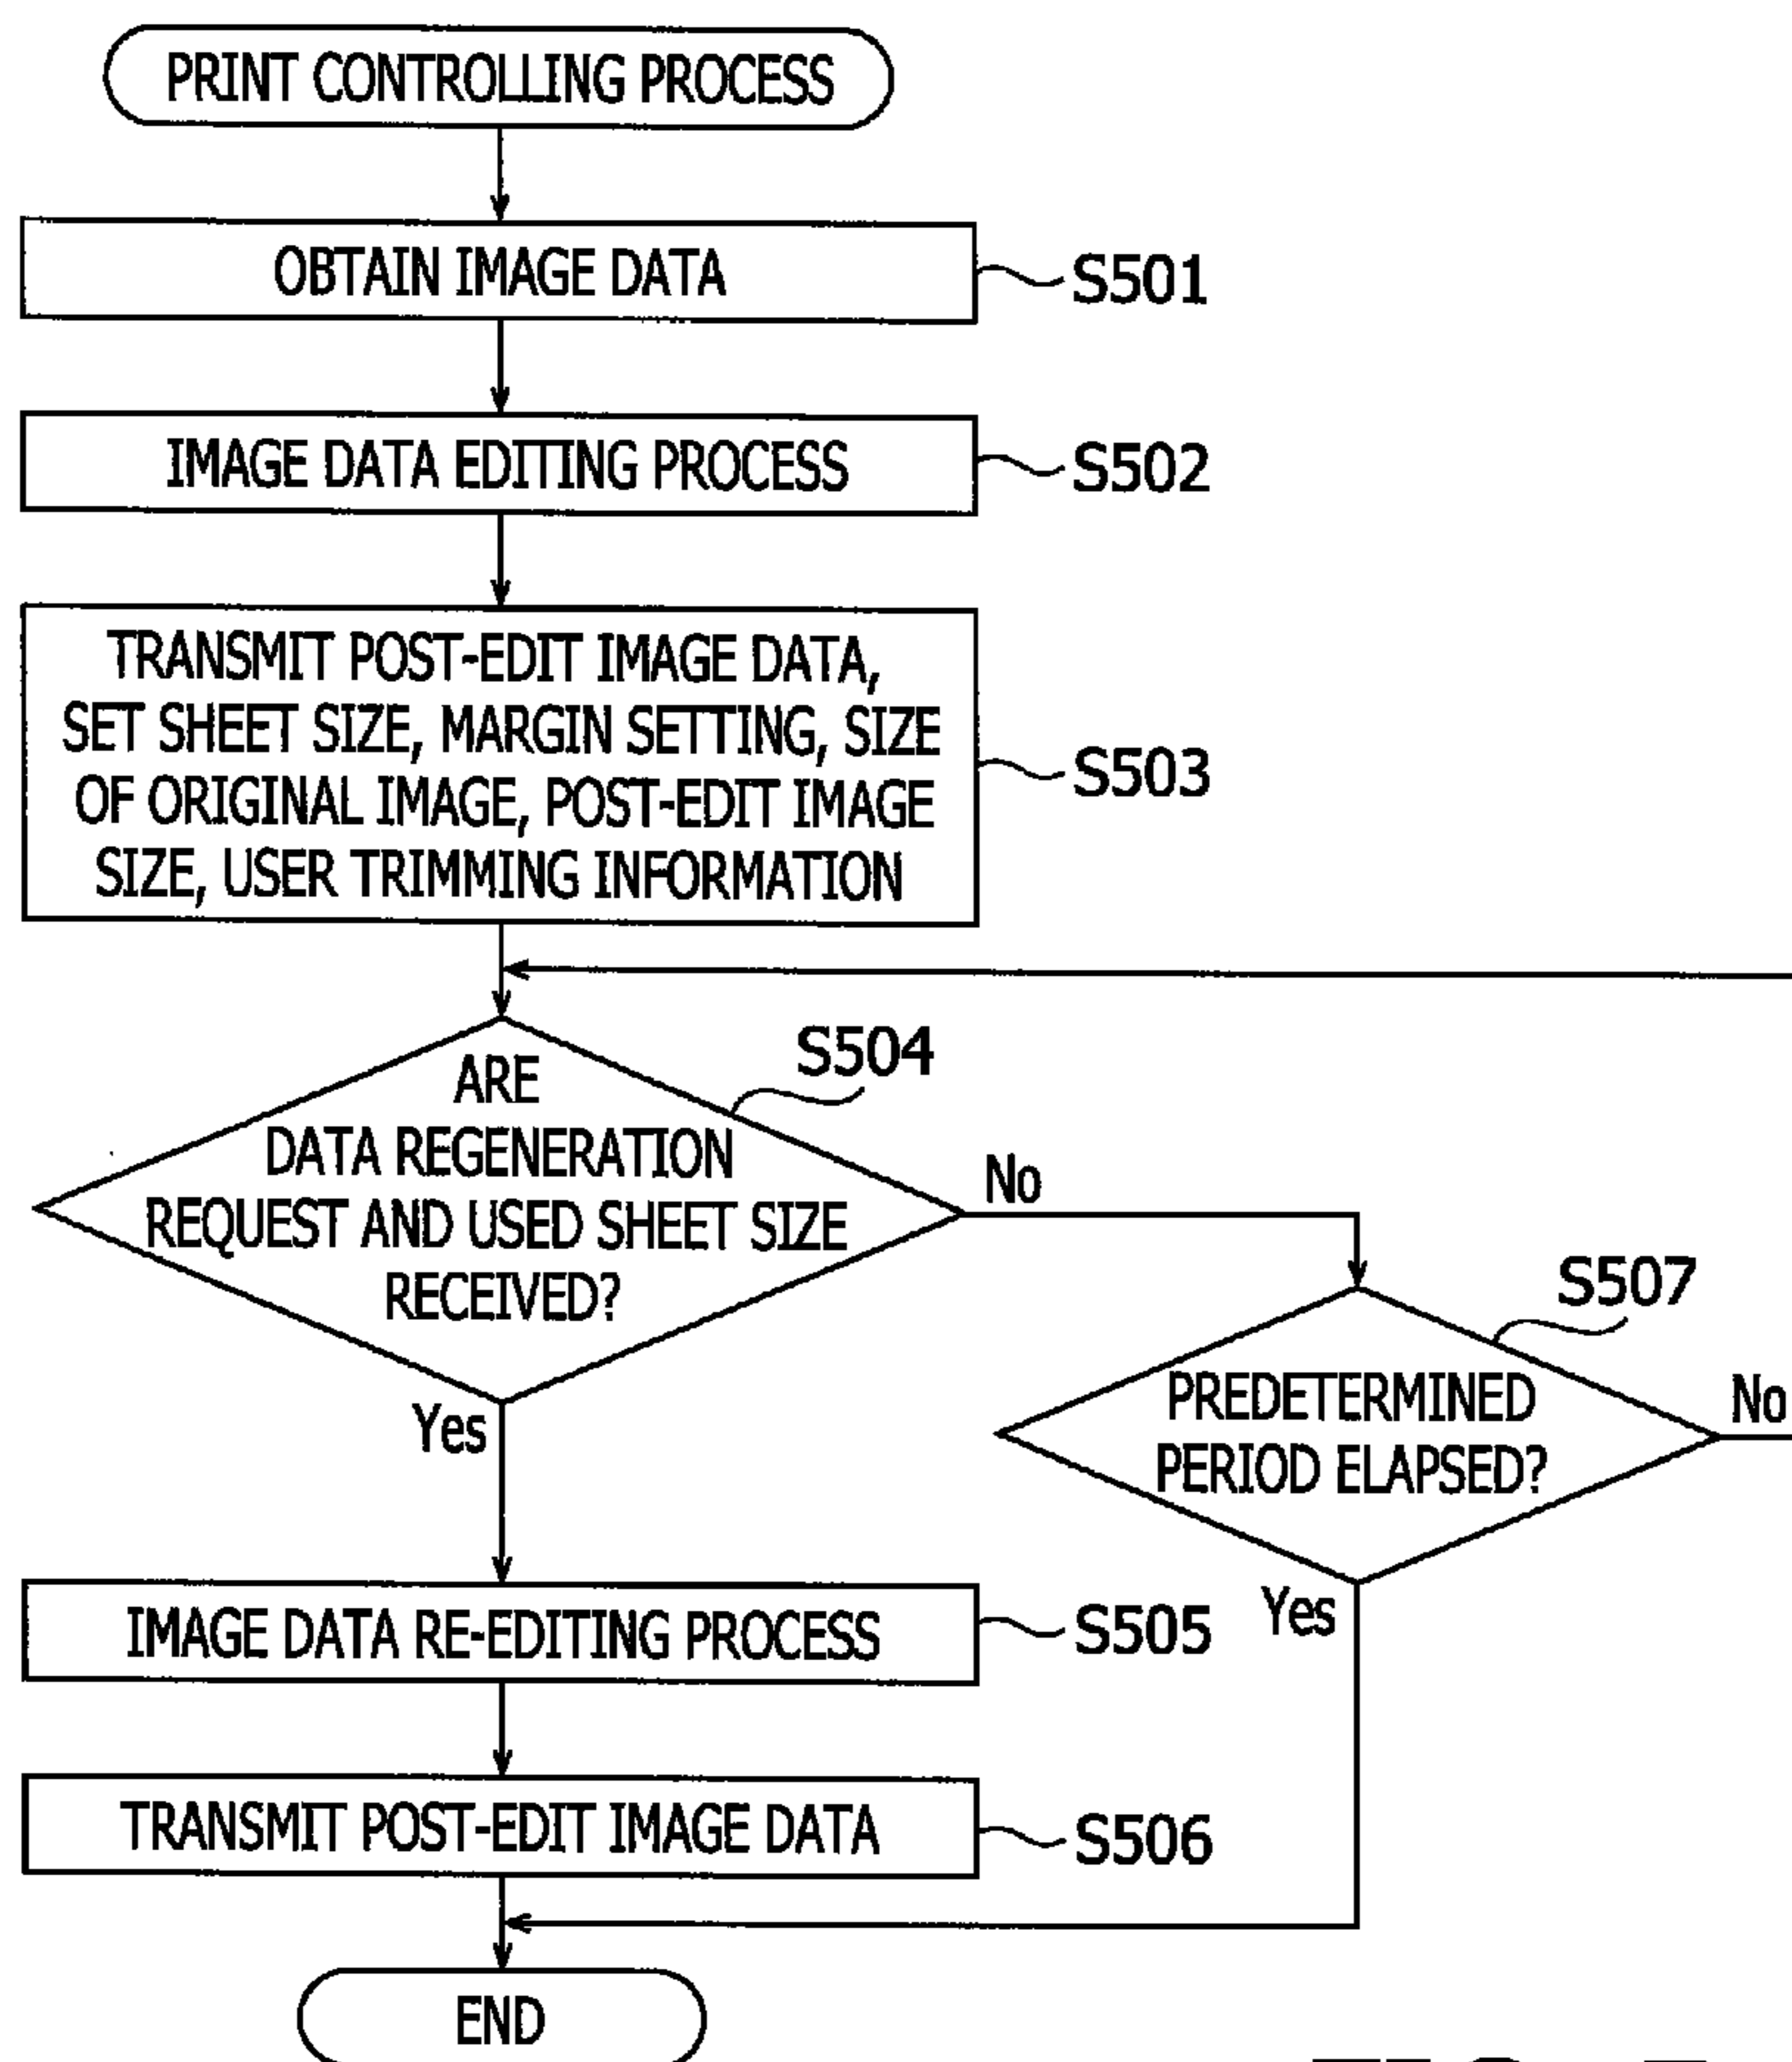 PRINT CONTROLLING PROCESS
OBTAIN IMAGE DATA
S501
IMAGE DATA EDITING PROCESS
S502
TRANSMIT POST-EDIT IMAGE DATA,
SET SHEET SIZE, MARGIN SETTING, SIZE
OF ORIGINAL IMAGE, POST-EDIT IMAGE
SIZE, USER TRIMMING INFORMATION
S503
S504
ARE
DATA REGENERATION
REQUEST AND USED SHEET SIZE
RECEIVED?
No
Yes
S507
PREDETERMINED
PERIOD ELAPSED?
No
Yes
IMAGE DATA RE-EDITING PROCESS
S505
TRANSMIT POST-EDIT IMAGE DATA
S506
END